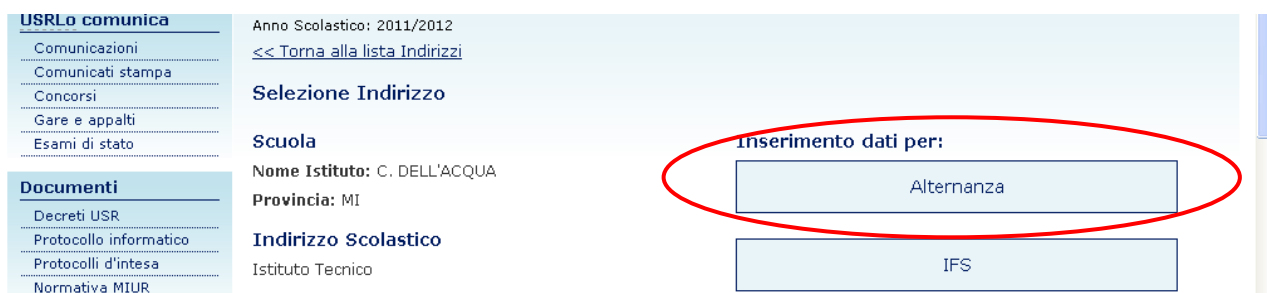 USRLo comunica
Comunicazioni
Comunicati stampa
Concorsi
Gare e appalti
Esami di stato
Documenti
Decreti USR
Protocollo informatico
Protocolli d'intesa
Normativa MIUR
Anno Scolastico: 2011/2012
<< Torna alla lista Indirizzi
Selezione Indirizzo
Scuola
Nome Istituto: C. DELL'ACQUA
Provincia: MI
Indirizzo Scolastico
Istituto Tecnico
Inserimento dati per:
Alternanza
IFS